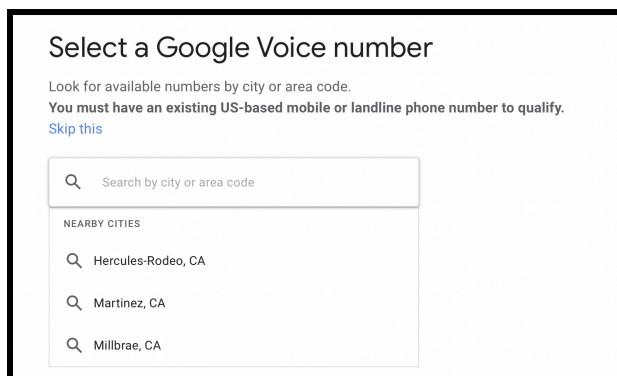 Select a Google Voice number
Look for available numbers by city or area code.
You must have an existing US-based mobile or landline phone number to qualify.
Skip this
Search by city or area code
NEARBY CITIES
Hercules-Rodeo, CA
Martinez, CA
Millbrae, CA